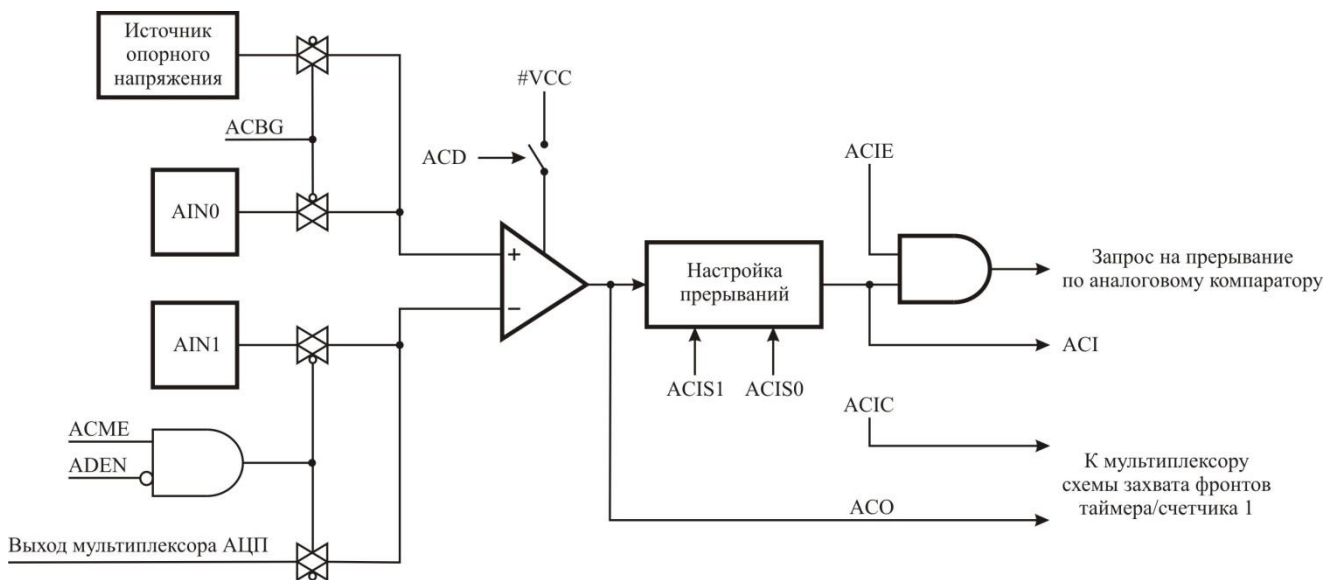 Источник
опорного
напряжения
ACBG
AIN0
AIN1
ACME
ADEN
Выход мультиплексора АЦП
#VCC
ACD
+
−
Настройка
прерываний
ACIS1
ACIS0
ACIE
Запрос на прерывание
по аналоговому компаратору
ACI
ACIC
К мультиплексору
схемы захвата фронтов
таймера/счетчика 1
ACO